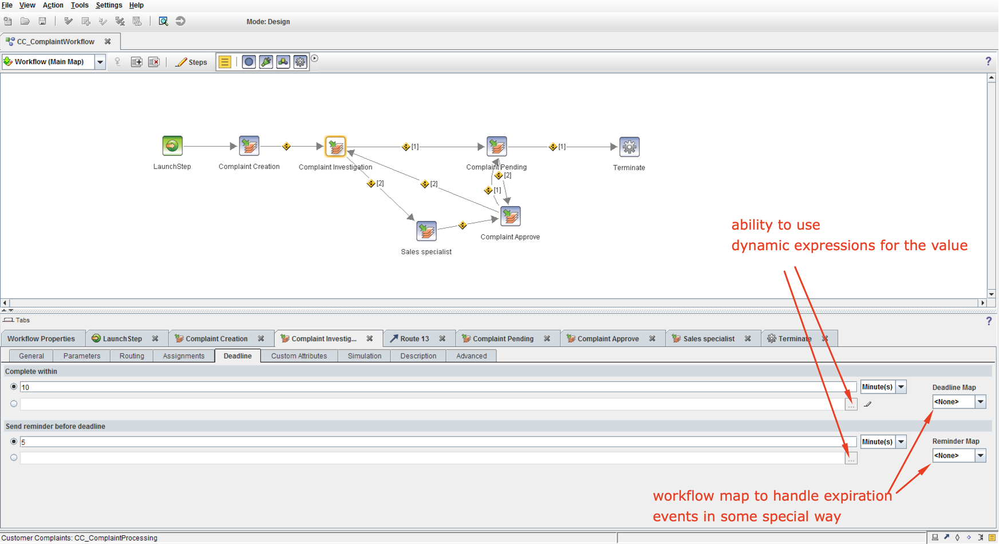 File View Action Tools Settings Help
Mode: Design
CC_ComplaintWorkflow
Workflow (Main Map) Steps ?
LaunchStep
Complaint Creation
Complaint Investigation
[1]
Complaint Pending
[1]
Terminate
[2]
[2]
[2]
[1]
Sales specialist
Complaint Approve
ability to use
dynamic expressions for the value
Tabs ?
Workflow Properties LaunchStep Complaint Creation Complaint Investig... Route 13 Complaint Pending Complaint Approve Sales specialist Terminate
General Parameters Routing Assignments Deadline Custom Attributes Simulation Description Advanced
Complete within
10 Minute(s) Deadline Map
... <None>
Send reminder before deadline
5 Minute(s) Reminder Map
... <None>
workflow map to handle expiration
events in some special way
Customer Complaints: CC_ComplaintProcessing